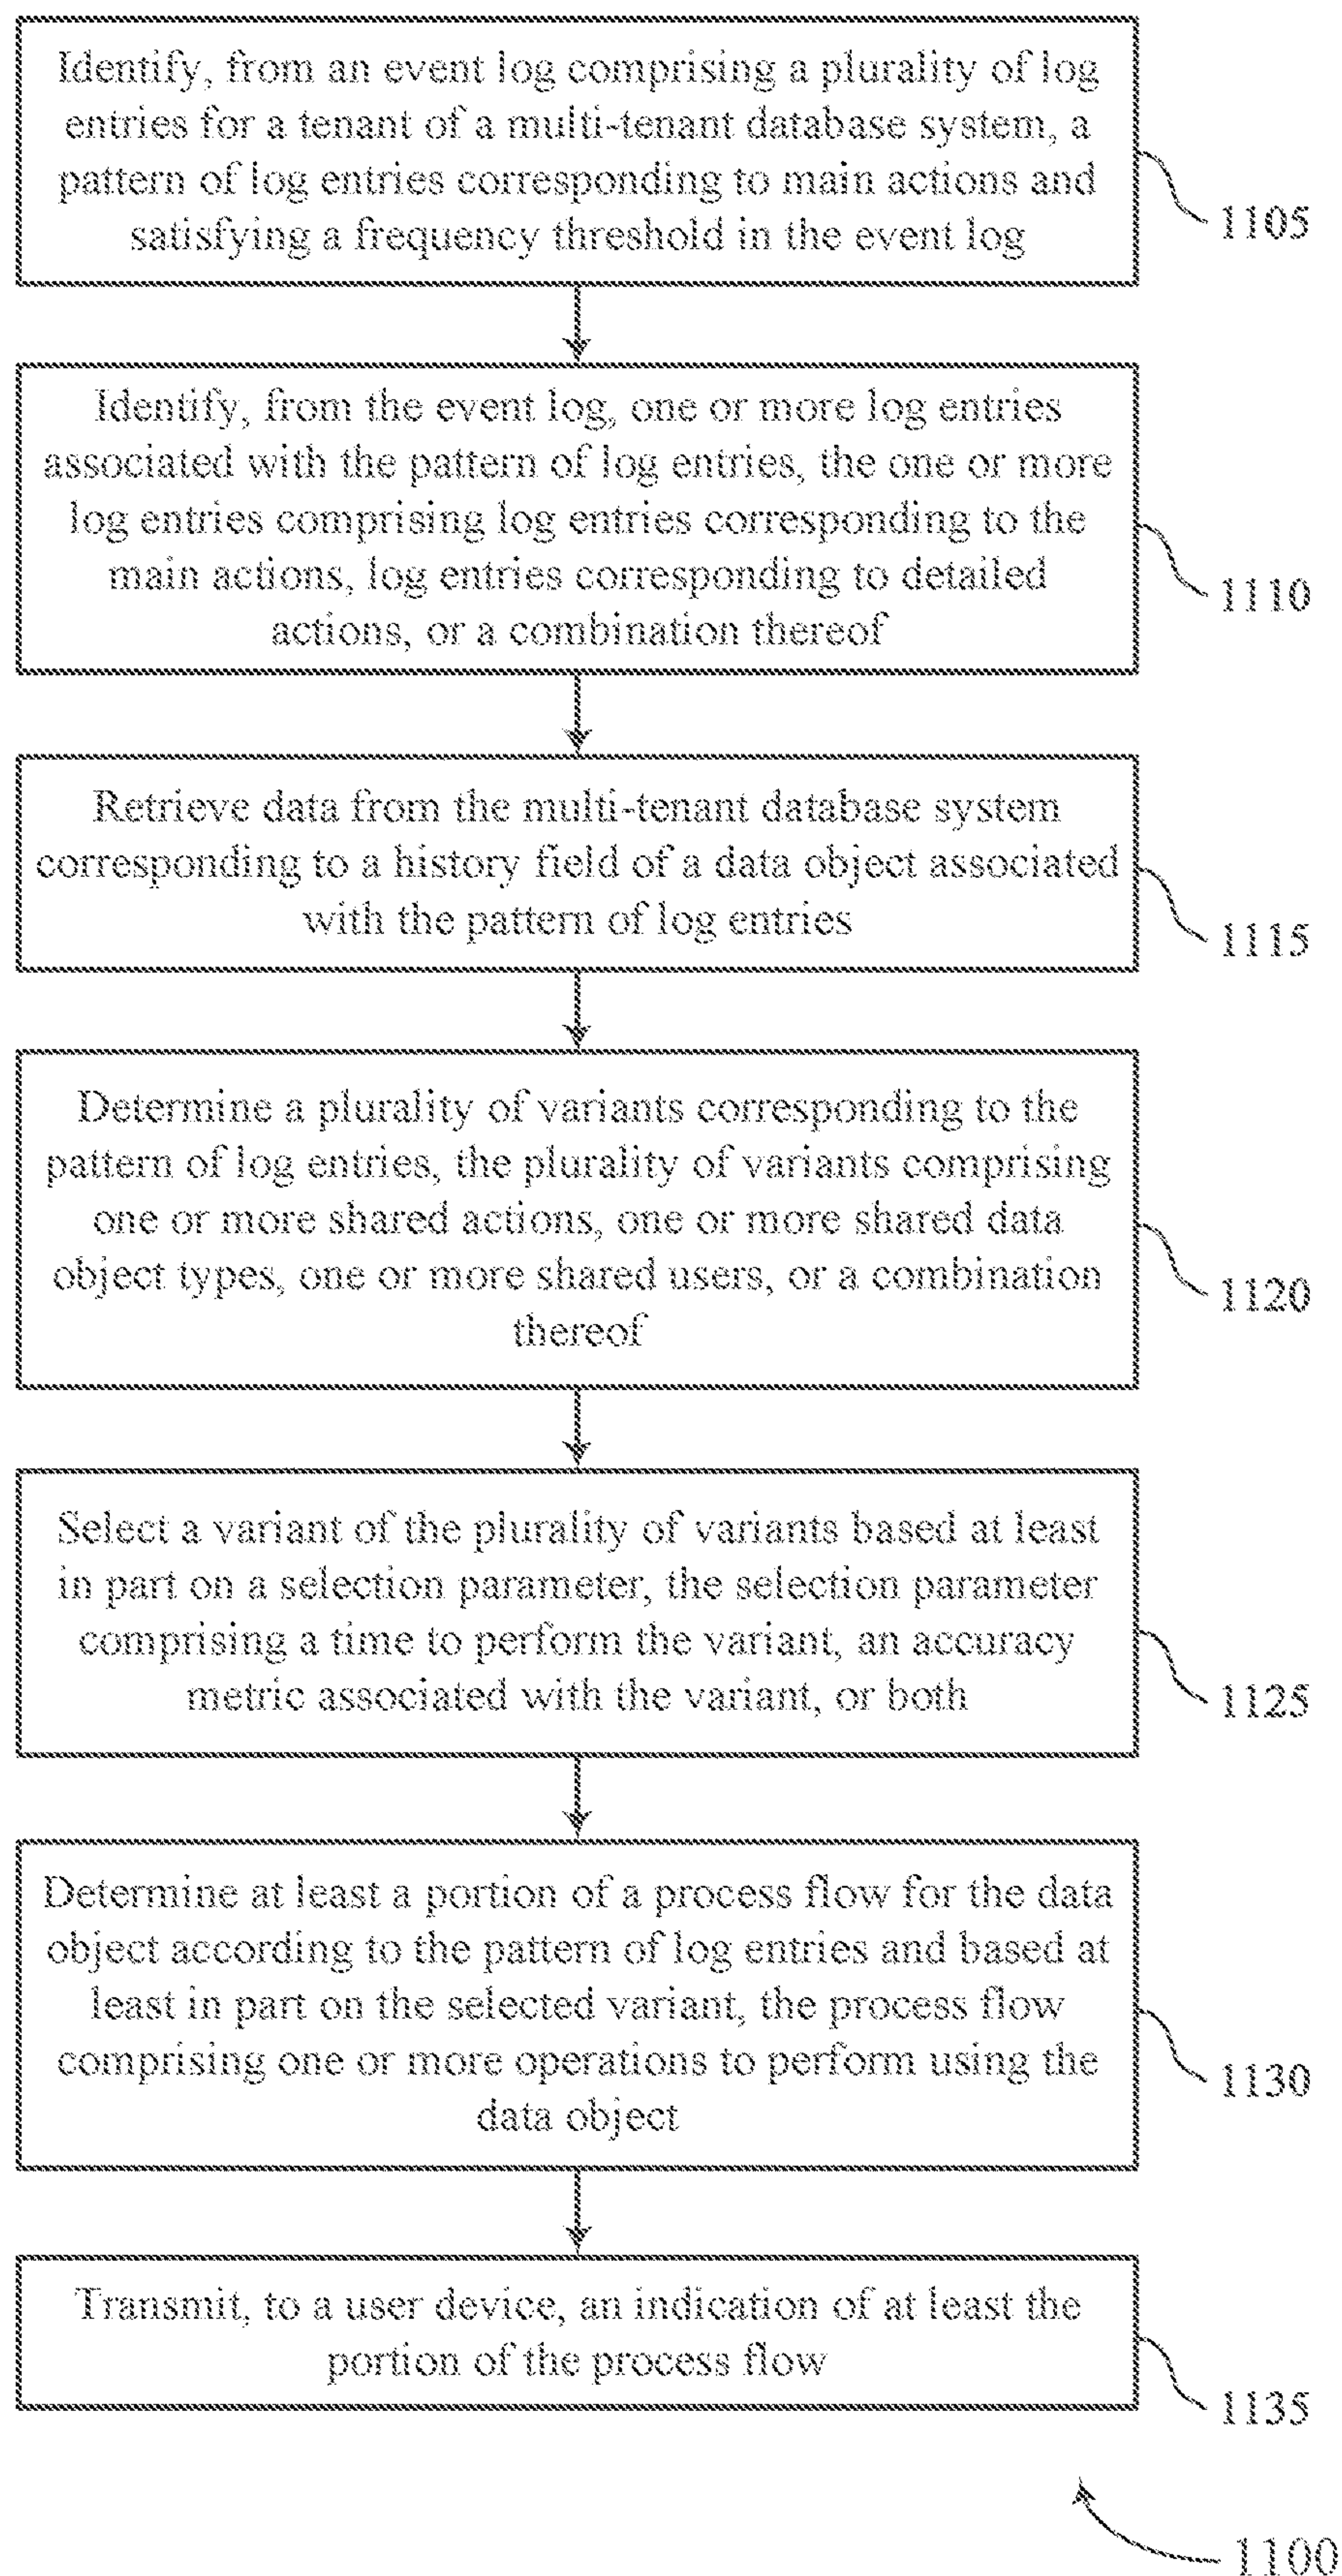 Identify, from an event log comprising a plurality of log
entries for a tenant of a multi-tenant database system, a
pattern of log entries corresponding to main actions and
satisfying a frequency threshold in the event log
1105
Identify, from the event log, one or more log entries
associated with the pattern of log entries, the one or more
log entries comprising log entries corresponding to the
main actions, log entries corresponding to detailed
actions, or a combination thereof
1110
Retrieve data from the multi-tenant database system
corresponding to a history field of a data object associated
with the pattern of log entries
1115
Determine a plurality of variants corresponding to the
pattern of log entries, the plurality of variants comprising
one or more shared actions, one or more shared data
object types, one or more shared users, or a combination
thereof
1120
Select a variant of the plurality of variants based at least
in part on a selection parameter, the selection parameter
comprising a time to perform the variant, an accuracy
metric associated with the variant, or both
1125
Determine at least a portion of a process flow for the data
object according to the pattern of log entries and based at
least in part on the selected variant, the process flow
comprising one or more operations to perform using the
data object
1130
Transmit, to a user device, an indication of at least the
portion of the process flow
1135
1100